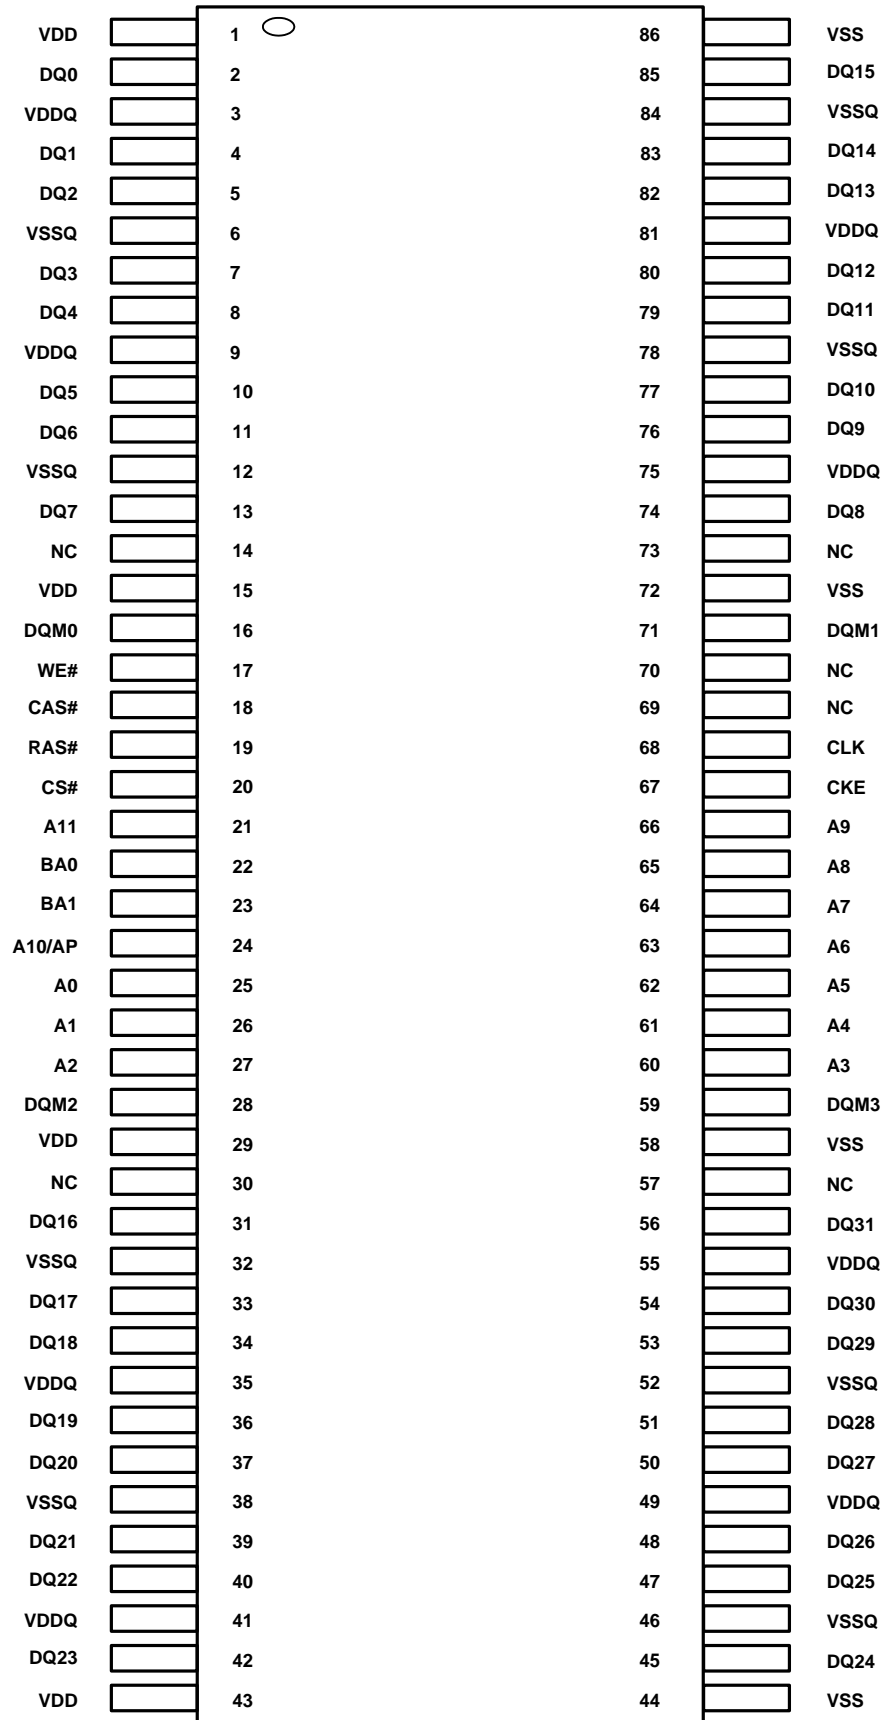 VDD 1 86 VSS
DQ0 2 85 DQ15
VDDQ 3 84 VSSQ
DQ1 4 83 DQ14
DQ2 5 82 DQ13
VSSQ 6 81 VDDQ
DQ3 7 80 DQ12
DQ4 8 79 DQ11
VDDQ 9 78 VSSQ
DQ5 10 77 DQ10
DQ6 11 76 DQ9
VSSQ 12 75 VDDQ
DQ7 13 74 DQ8
NC 14 73 NC
VDD 15 72 VSS
DQM0 16 71 DQM1
WE# 17 70 NC
CAS# 18 69 NC
RAS# 19 68 CLK
CS# 20 67 CKE
A11 21 66 A9
BA0 22 65 A8
BA1 23 64 A7
A10/AP 24 63 A6
A0 25 62 A5
A1 26 61 A4
A2 27 60 A3
DQM2 28 59 DQM3
VDD 29 58 VSS
NC 30 57 NC
DQ16 31 56 DQ31
VSSQ 32 55 VDDQ
DQ17 33 54 DQ30
DQ18 34 53 DQ29
VDDQ 35 52 VSSQ
DQ19 36 51 DQ28
DQ20 37 50 DQ27
VSSQ 38 49 VDDQ
DQ21 39 48 DQ26
DQ22 40 47 DQ25
VDDQ 41 46 VSSQ
DQ23 42 45 DQ24
VDD 43 44 VSS